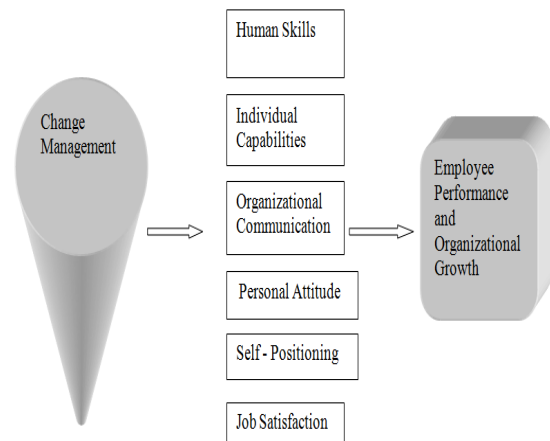 Change
Management
Human Skills
Individual
Capabilities
Organizational
Communication
Personal Attitude
Self - Positioning
Job Satisfaction
Employee
Performance
and
Organizational
Growth